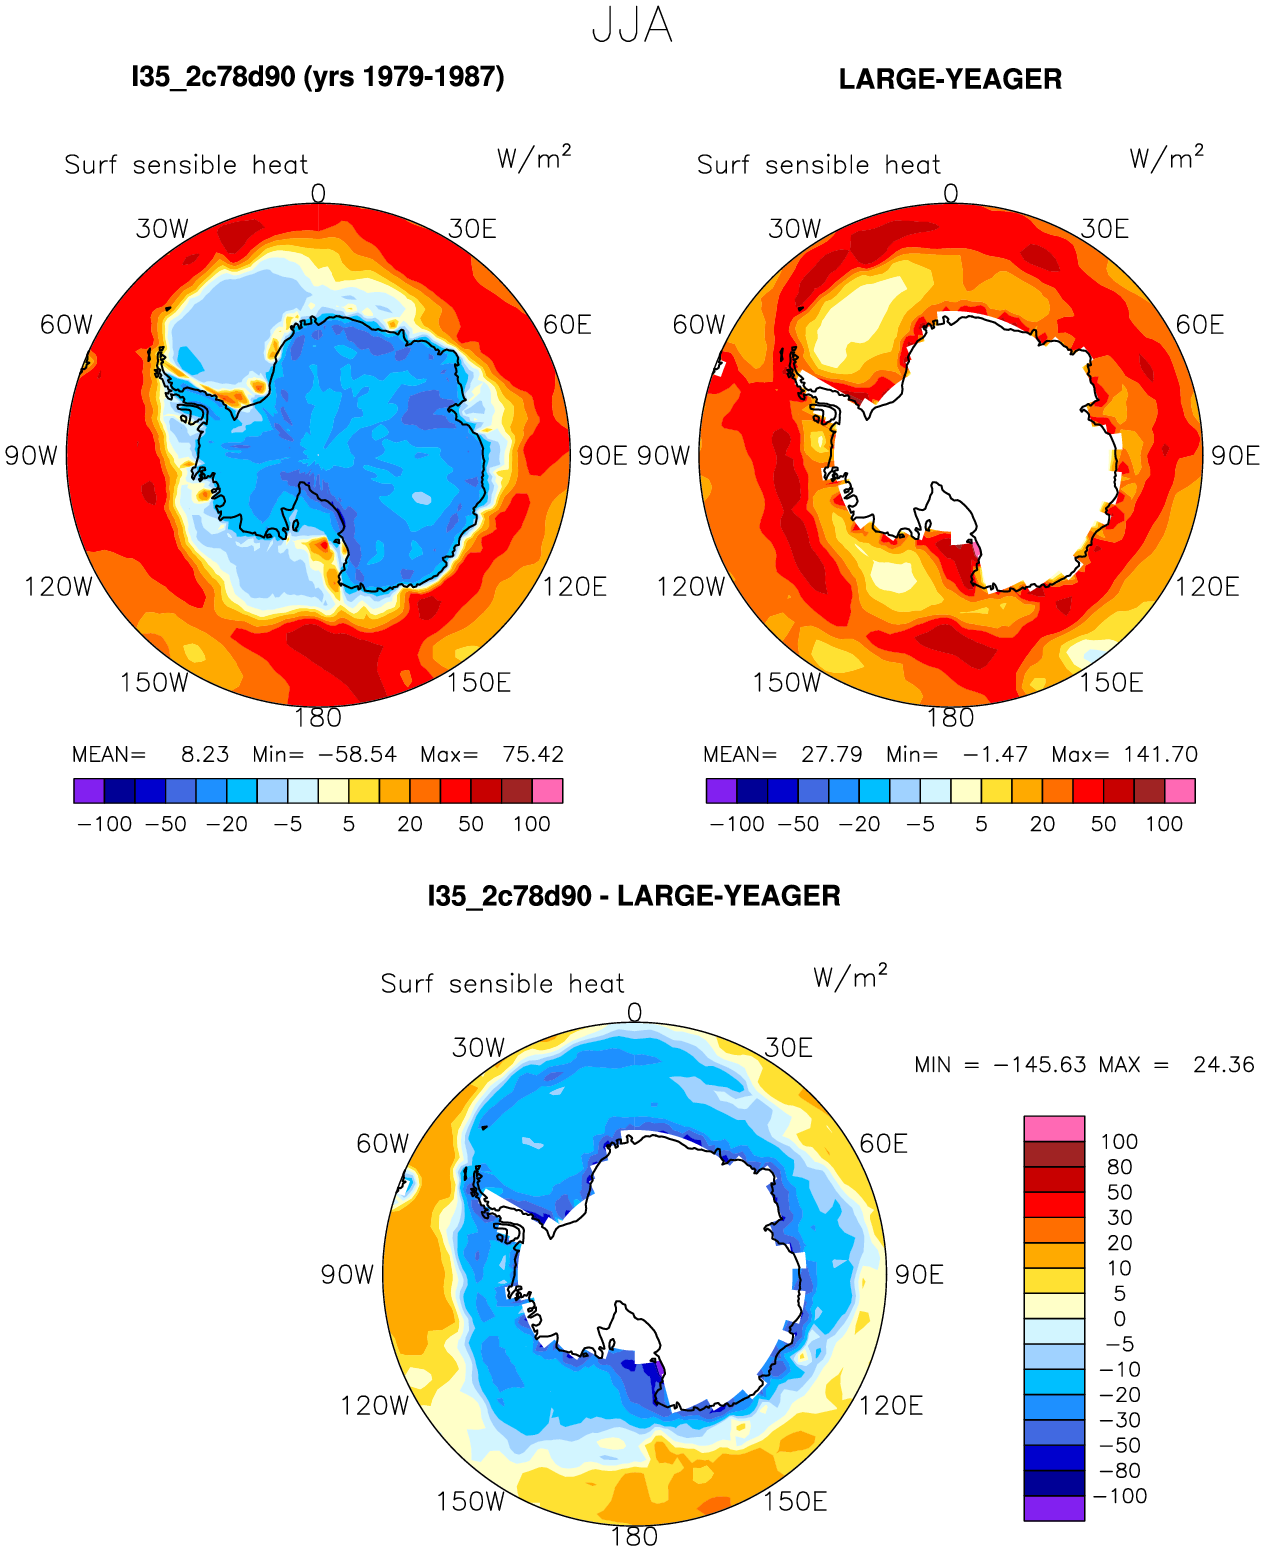 JJA
I35_2c78d90 (yrs 1979-1987)
LARGE-YEAGER
Surf sensible heat W/m²
Surf sensible heat W/m²
0
30W 30E
60W 60E
90W 90E
120W 120E
150W 150E
180
0
30W 30E
60W 60E
90W 90E
120W 120E
150W 150E
180
MEAN= 8.23 Min= −58.54 Max= 75.42
−100 −50 −20 −5 5 20 50 100
MEAN= 27.79 Min= −1.47 Max= 141.70
−100 −50 −20 −5 5 20 50 100
I35_2c78d90 - LARGE-YEAGER
Surf sensible heat W/m²
0
30W 30E
60W 60E
90W 90E
120W 120E
150W 150E
180
MIN = −145.63 MAX = 24.36
100
80
50
30
20
10
5
0
−5
−10
−20
−30
−50
−80
−100